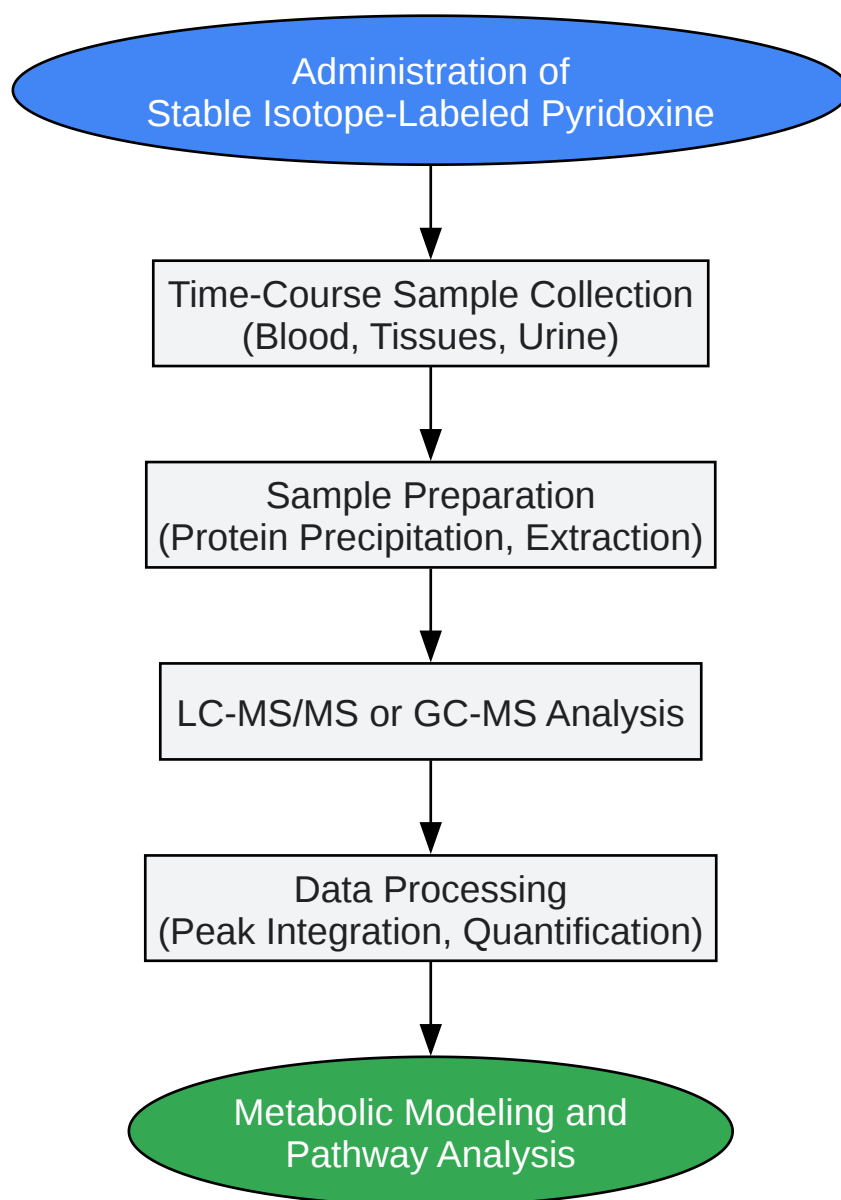 Administration of
Stable Isotope-Labeled Pyridoxine
Time-Course Sample Collection
(Blood, Tissues, Urine)
Sample Preparation
(Protein Precipitation, Extraction)
LC-MS/MS or GC-MS Analysis
Data Processing
(Peak Integration, Quantification)
Metabolic Modeling and
Pathway Analysis